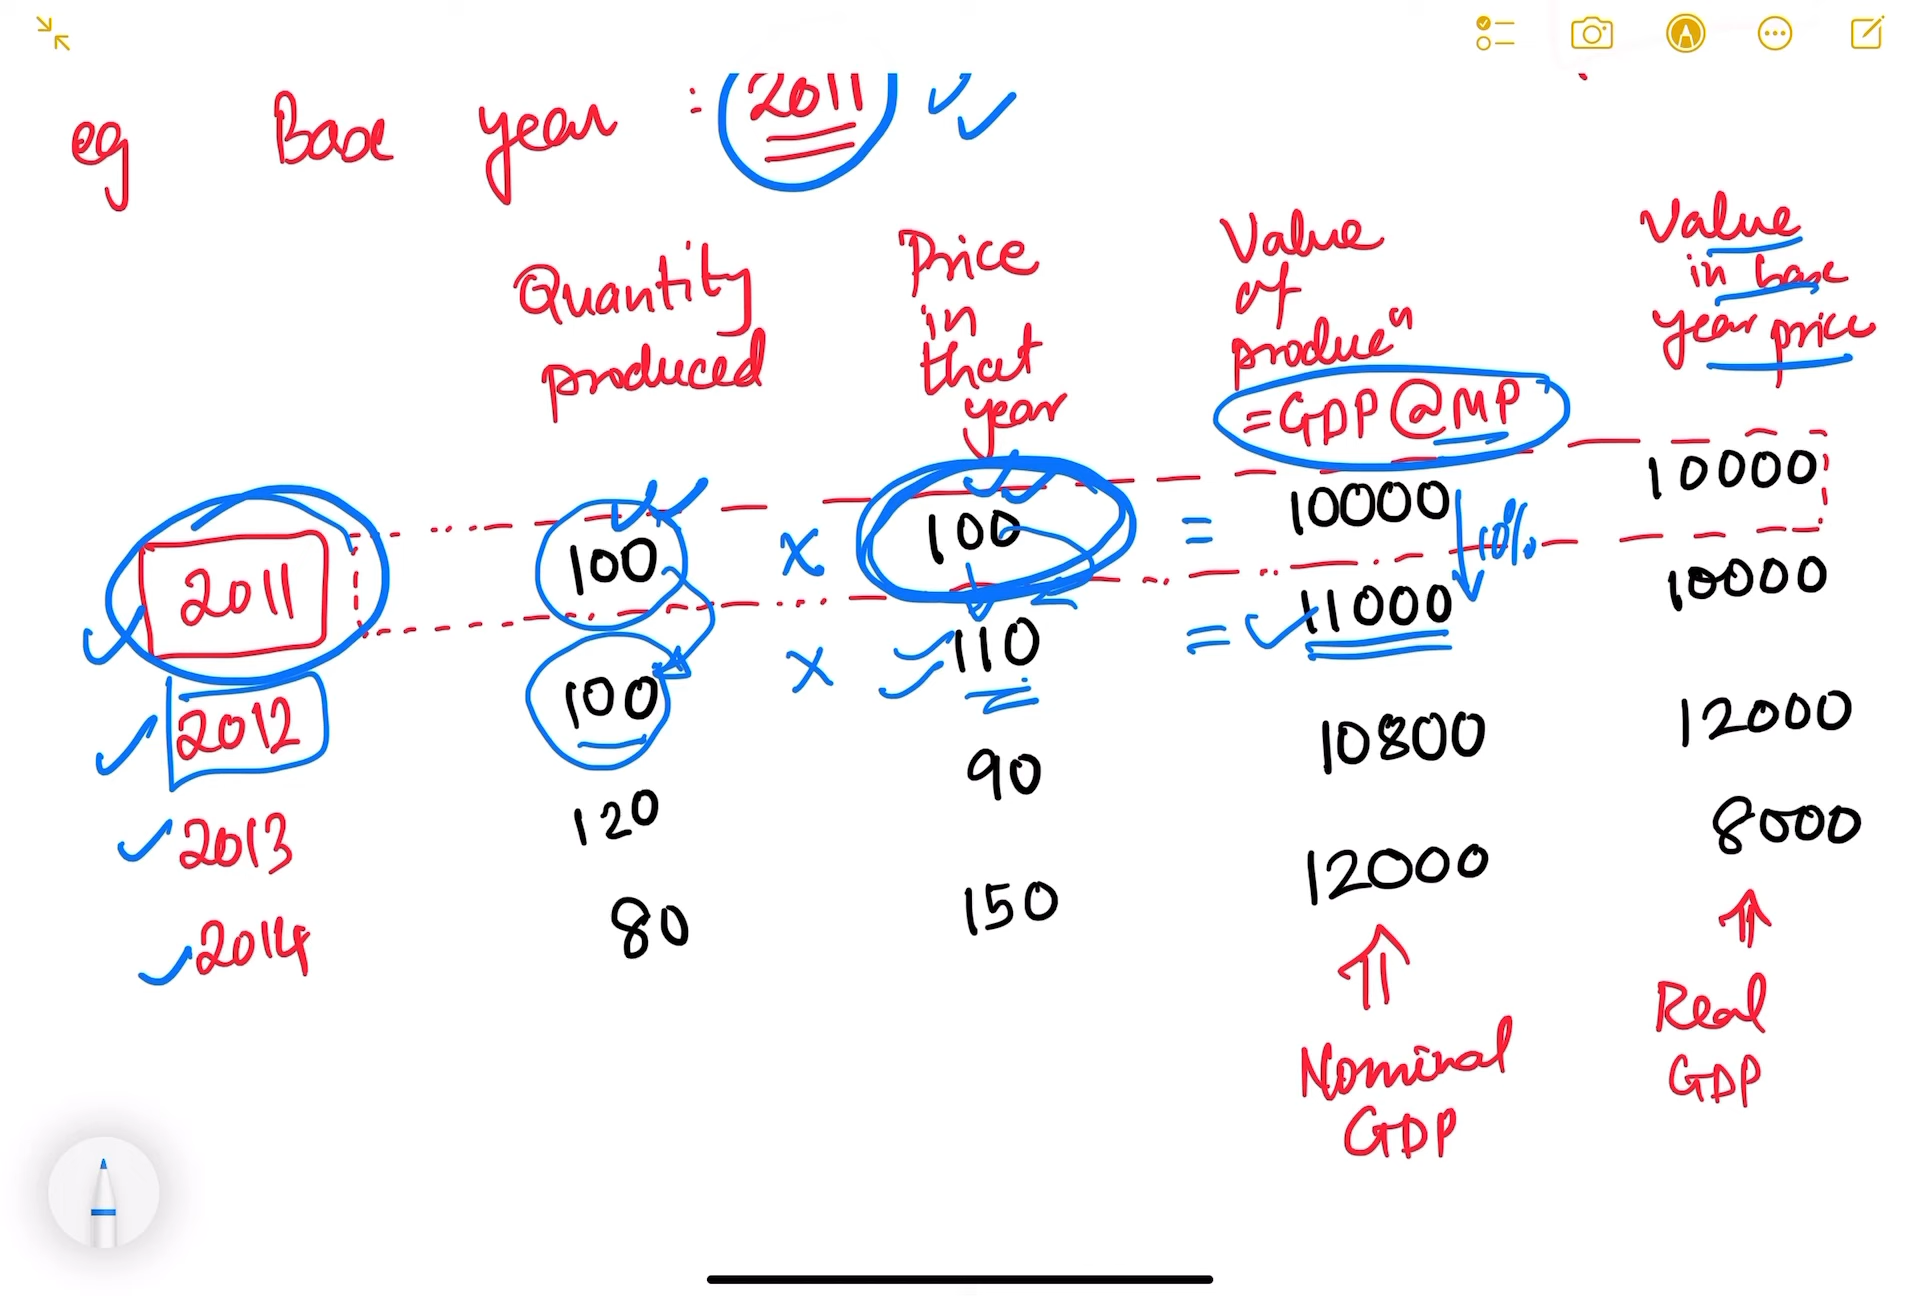 eg Base year : 2011
Quantity produced
Price in that year
Value of produc"
=GDP@MP
Value in base year price
2011 100 x 100 = 10000 10000
10%
2012 100 x 110 = 11000 10000
2013 120 90 10800 12000
2014 80 150 12000 8000
Nominal GDP
Real GDP